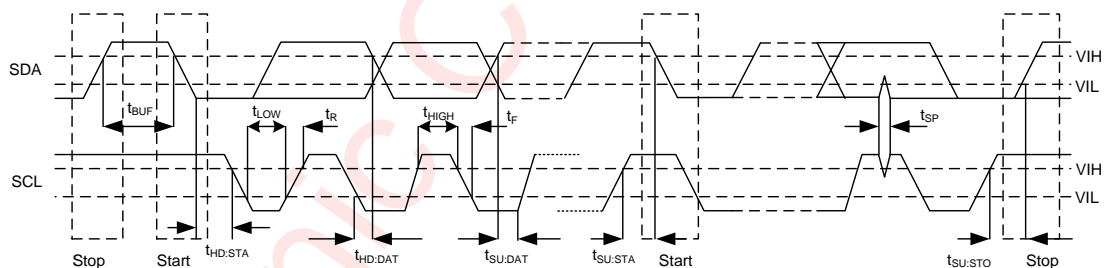 SDA
VIH
VIL
tBUF
tLOW
tR
tHIGH
tF
tSP
SCL
VIH
VIL
Stop
Start
tHD:STA
tHD:DAT
tSU:DAT
tSU:STA
Start
tSU:STO
Stop
nic C